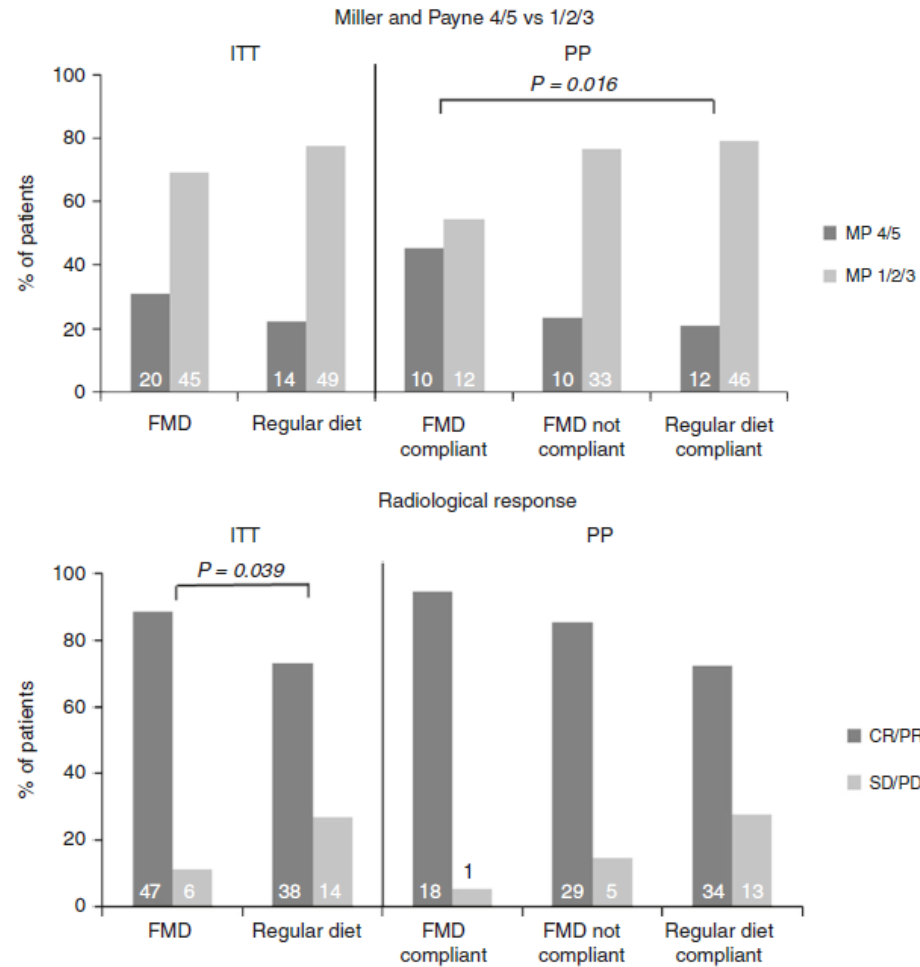 Miller and Payne 4/5 vs 1/2/3
ITT PP
P = 0.016
% of patients
100
80
60
40
20
0
20 45 14 49 10 12 10 33 12 46
FMD Regular diet FMD compliant FMD not compliant Regular diet compliant
MP 4/5
MP 1/2/3
Radiological response
ITT PP
P = 0.039
% of patients
100
80
60
40
20
0
1
47 6 38 14 18 29 5 34 13
FMD Regular diet FMD compliant FMD not compliant Regular diet compliant
CR/PR
SD/PD